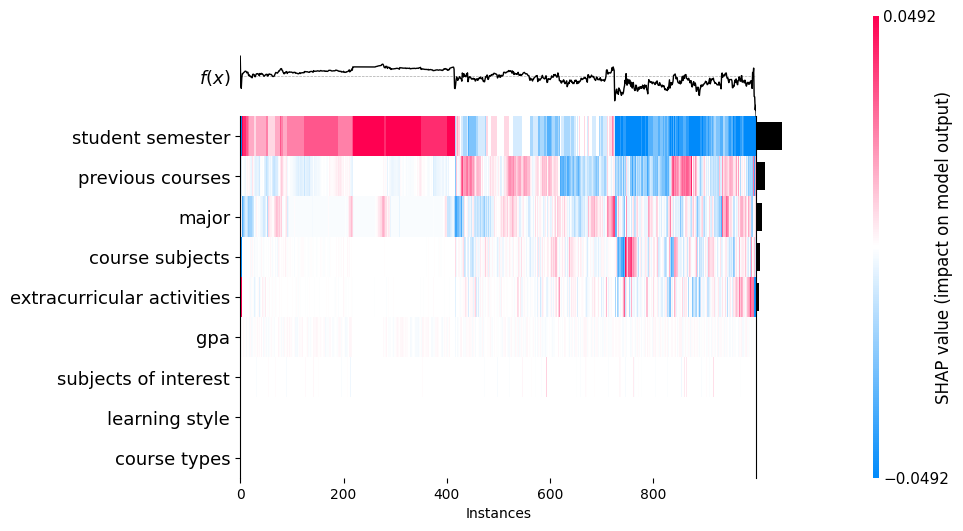 0.0492
f(x)
student semester
previous courses
major
course subjects
extracurricular activities
gpa
subjects of interest
learning style
course types
0 200 400 600 800
Instances
−0.0492
SHAP value (impact on model output)